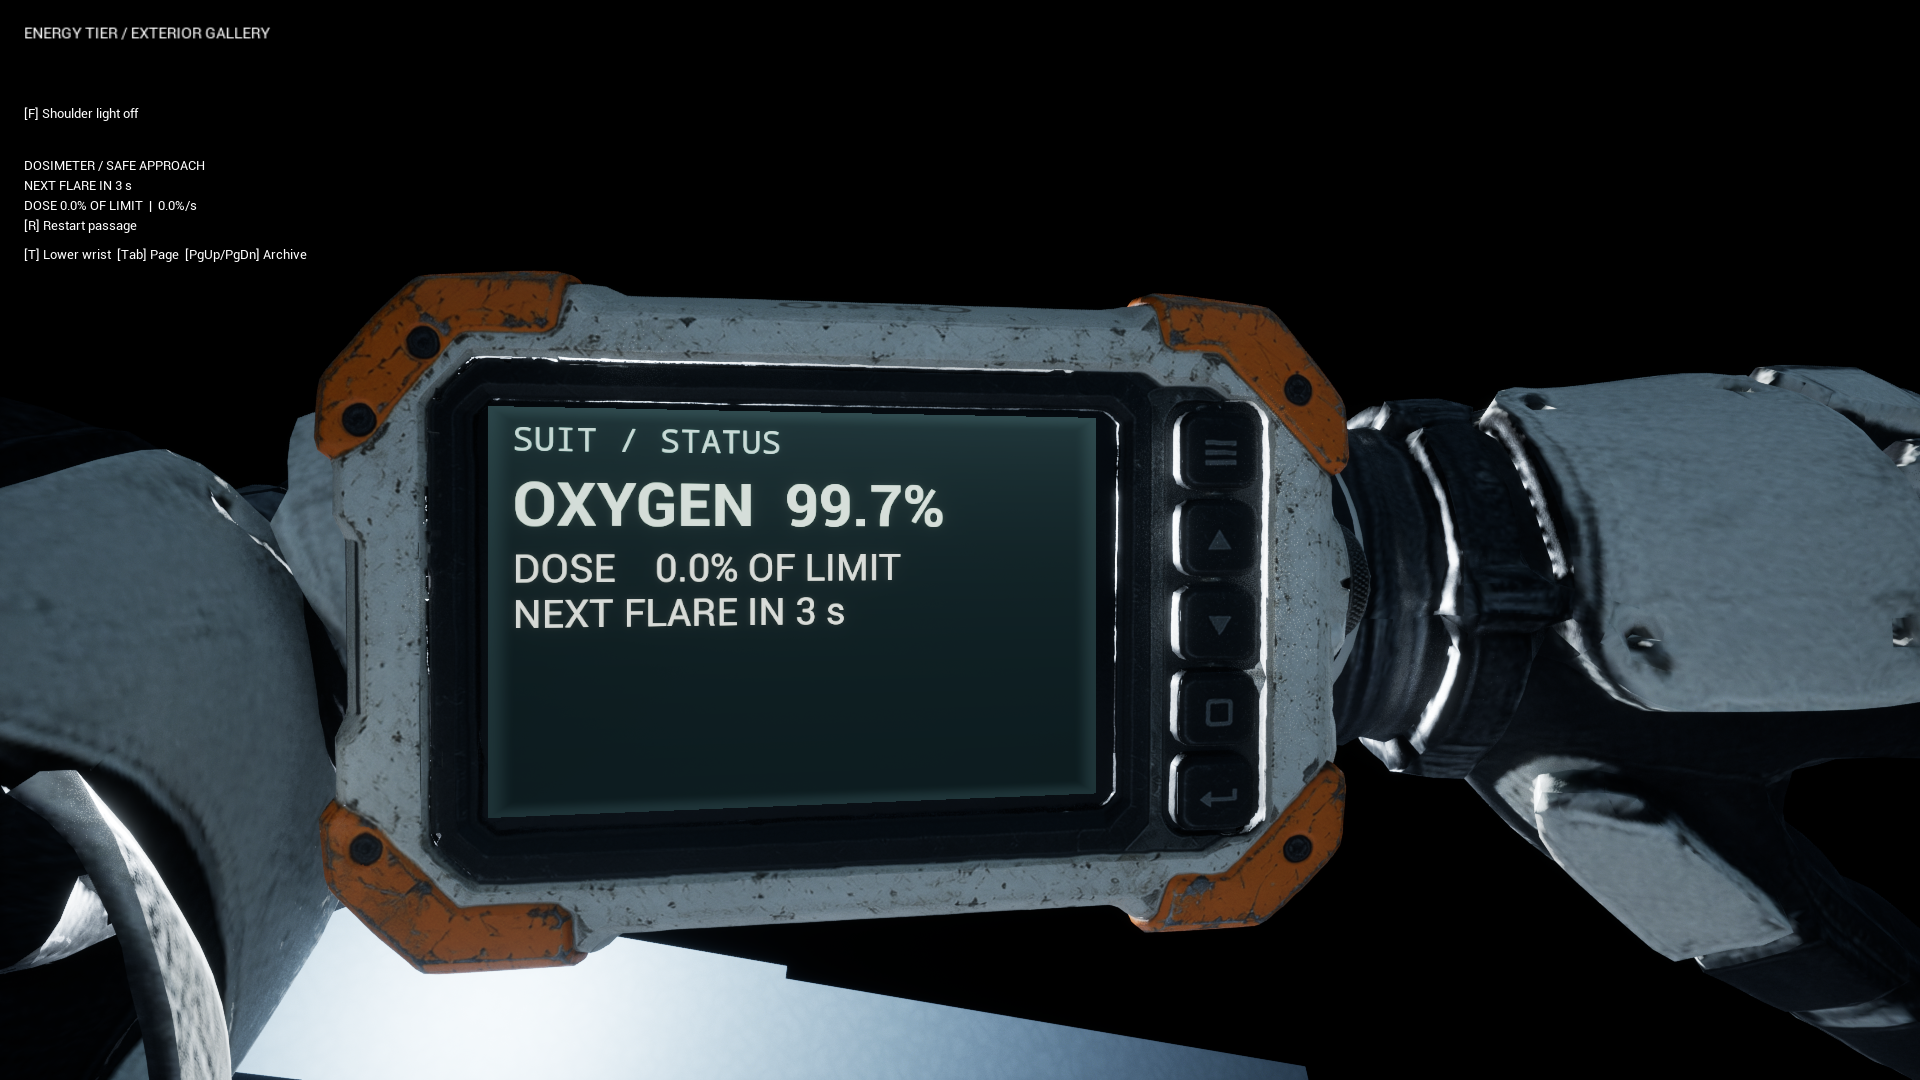 ENERGY TIER / EXTERIOR GALLERY
[F] Shoulder light off
DOSIMETER / SAFE APPROACH
NEXT FLARE IN 3 s
DOSE 0.0% OF LIMIT | 0.0%/s
[R] Restart passage
[T] Lower wrist [Tab] Page [PgUp/PgDn] Archive
SUIT / STATUS
OXYGEN 99.7%
DOSE 0.0% OF LIMIT
NEXT FLARE IN 3 s